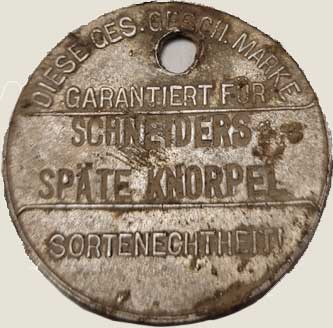 DIESE GES. GESCH. MARKE
GARANTIERT FÜR
SCHNEIDERS
SPÄTE KNORPEL
SORTENECHTHEIT!